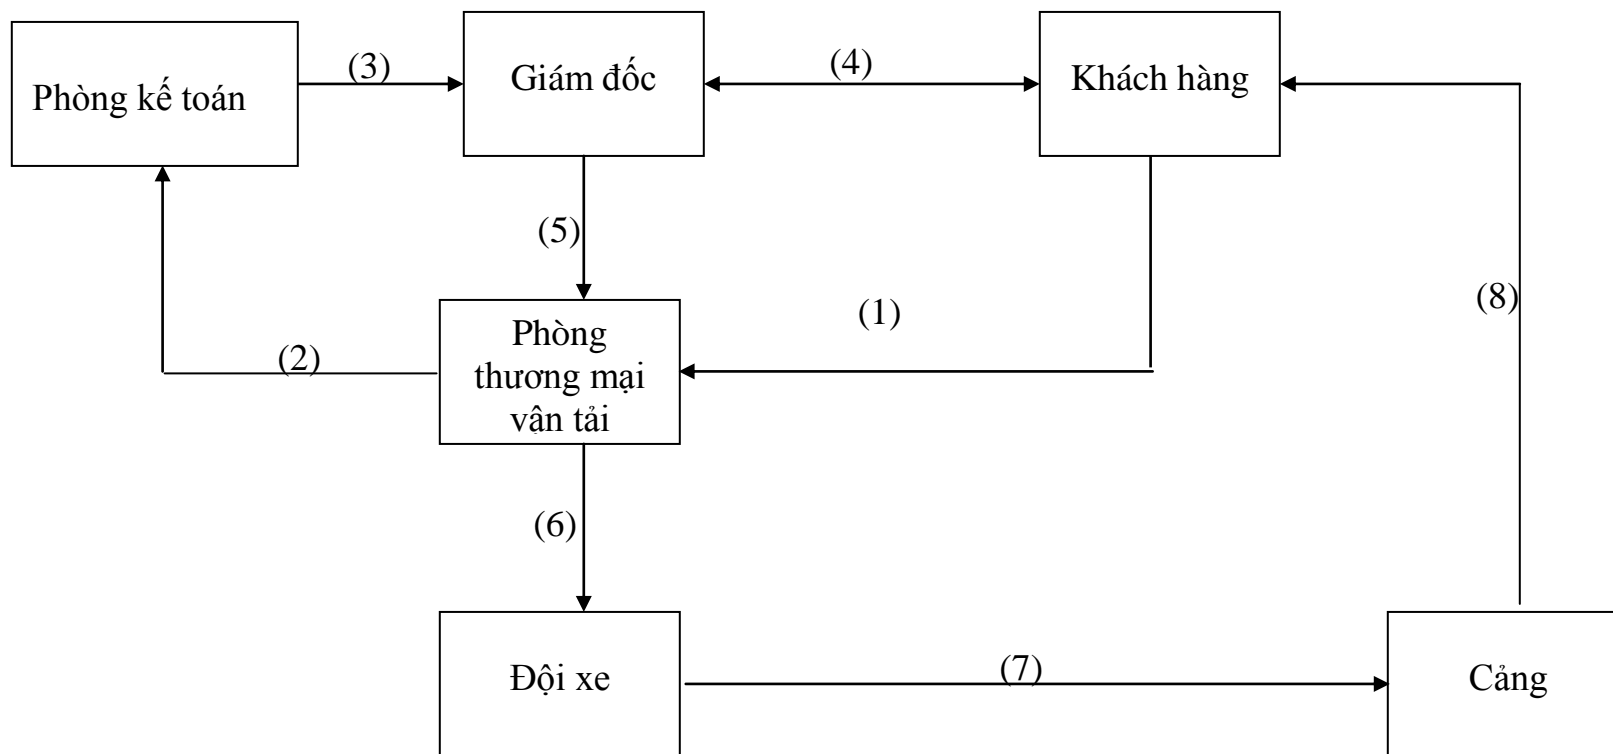 Phòng kế toán
(3)
Giám đốc
(4)
Khách hàng
(5)
(1)
(8)
(2)
Phòng
thương mại
vận tải
(6)
Đội xe
(7)
Cảng